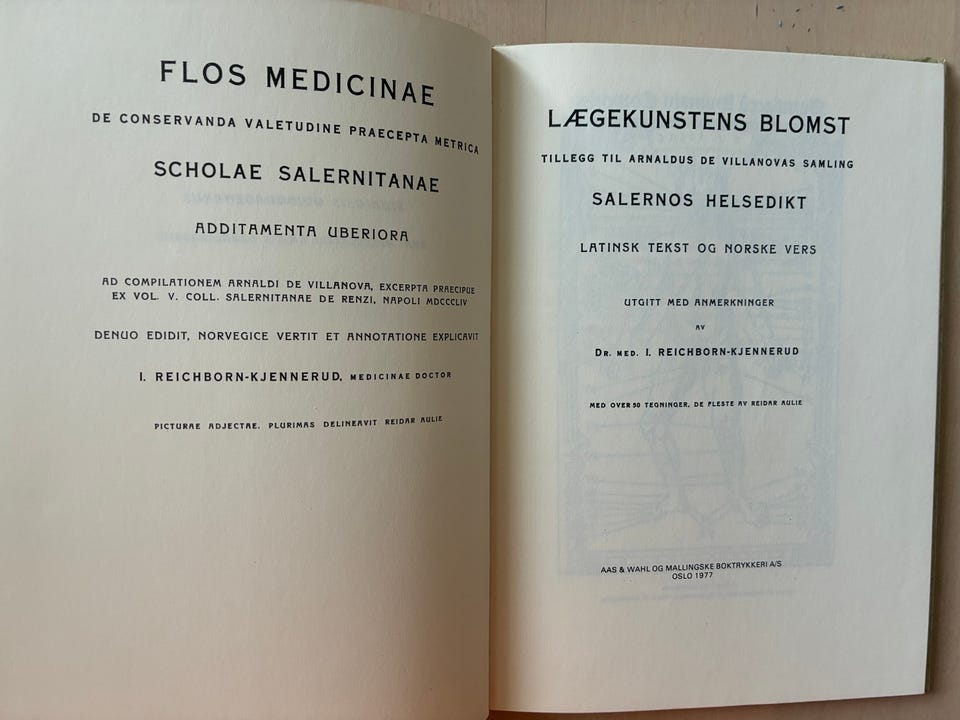 FLOS MEDICINAE
DE CONSERVANDA VALETUDINE PRAECEPTA METRICA
SCHOLAE SALERNITANAE
ADDITAMENTA UBERIORA
AD COMPILATIONEM ARNALDI DE VILLANOVA, EXCERPTA PRAECIPUE
EX VOL. V. COLL. SALERNITANAE DE RENZI, NAPOLI MDCCCLIV
DENUO EDIDIT, NORVEGICE VERTIT ET ANNOTATIONE EXPLICAVIT
I. REICHBORN-KJENNERUD, MEDICINAE DOCTOR
PICTURAE ADJECTAE. PLURIMAS DELINEAVIT REIDAR AULIE
LÆGEKUNSTENS BLOMST
TILLEGG TIL ARNALDUS DE VILLANOVAS SAMLING
SALERNOS HELSEDIKT
LATINSK TEKST OG NORSKE VERS
UTGITT MED ANMERKNINGER
AV
DR. MED. I. REICHBORN-KJENNERUD
MED OVER 50 TEGNINGER, DE FLESTE AV REIDAR AULIE
AAS & WAHL OG MALLINGSKE BOKTRYKKERI A/S
OSLO 1977